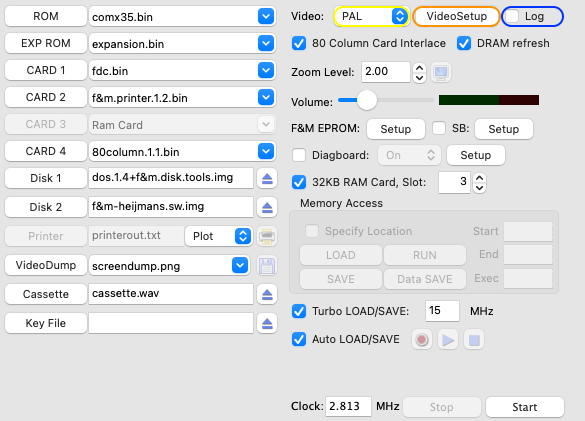 ROM comx35.bin
EXP ROM expansion.bin
CARD 1 fdc.bin
CARD 2 f&m.printer.1.2.bin
CARD 3 Ram Card
CARD 4 80column.1.1.bin
Disk 1 dos.1.4+f&m.disk.tools.img
Disk 2 f&m-heijmans.sw.img
Printer printerout.txt Plot
VideoDump screendump.png
Cassette cassette.wav
Key File
Video: PAL VideoSetup Log
80 Column Card Interlace DRAM refresh
Zoom Level: 2.00
Volume:
F&M EPROM: Setup SB: Setup
Diagboard: On Setup
32KB RAM Card, Slot: 3
Memory Access
Specify Location Start
LOAD RUN End
SAVE Data SAVE Exec
Turbo LOAD/SAVE: 15 MHz
Auto LOAD/SAVE
Clock: 2.813 MHz Stop Start